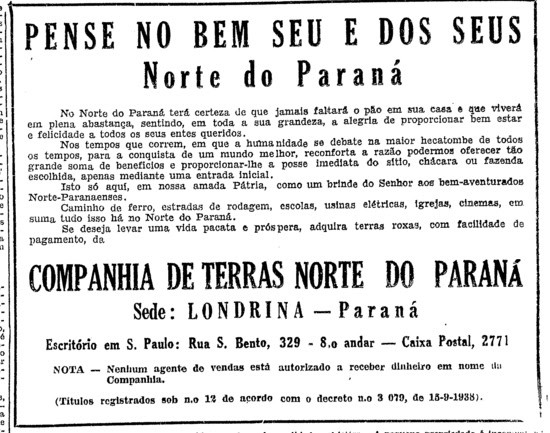 PENSE NO BEM SEU E DOS SEUS
Norte do Paraná
No Norte do Paraná terá certeza de que jamais faltará o pão em sua casa e que viverá
em plena abastança, sentindo, em toda a sua grandeza, a alegria de proporcionar bem estar
e felicidade a todos os seus entes queridos.
Nos tempos que correm, em que a humanidade se debate na maior hecatombe de todos
os tempos, para a conquista de um mundo melhor, reconforta a razão podermos oferecer tão
grande soma de benefícios e proporcionar-lhe a posse imediata do sítio, chácara ou fazenda
escolhida, apenas mediante uma entrada inicial.
Isto só aqui, em nossa amada Pátria, como um brinde do Senhor aos bem-aventurados
Norte-Paranaenses.
Caminho de ferro, estradas de rodagem, escolas, usinas elétricas, igrejas, cinemas, em
suma tudo isso há no Norte do Paraná.
Se deseja levar uma vida pacata e próspera, adquira terras roxas, com facilidade de
pagamento, da
COMPANHIA DE TERRAS NORTE DO PARANÁ
Sede: LONDRINA — Paraná
Escritório em S. Paulo: Rua S. Bento, 329 - 8.o andar — Caixa Postal, 2771
NOTA — Nenhum agente de vendas está autorizado a receber dinheiro em nome da
Companhia.
(Títulos registrados sob n.o 12 de acordo com o decreto n.o 3 079, de 15-9-1938).